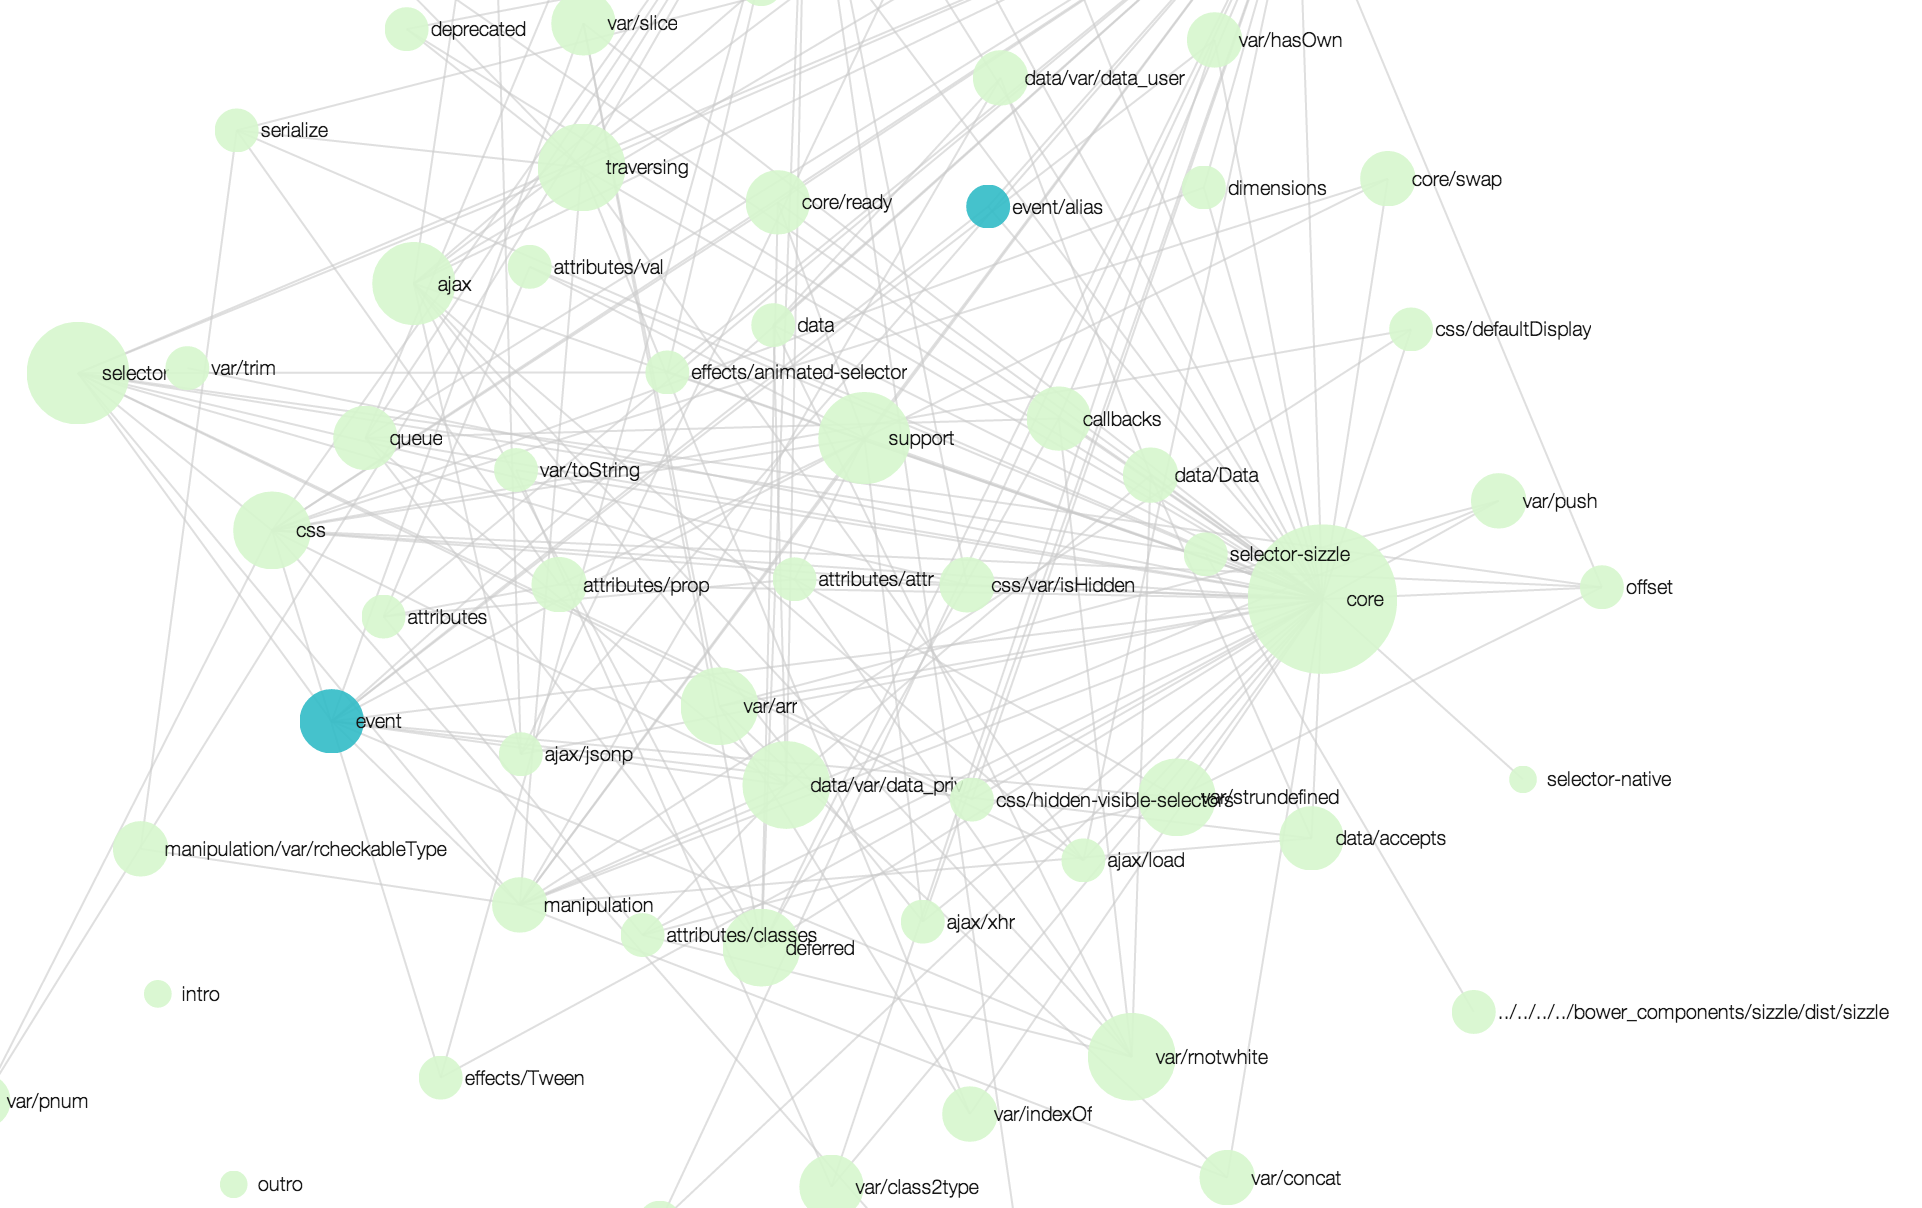 var/slice
deprecated
var/hasOwn
data/var/data_user
serialize
traversing
core/swap
dimensions
core/ready
event/alias
attributes/val
ajax
data
css/defaultDisplay
var/trim
selector
effects/animated-selector
callbacks
queue
support
var/toString
data/Data
var/push
css
selector-sizzle
attributes/attr
attributes/prop
css/var/isHidden
offset
core
attributes
var/arr
event
ajax/jsonp
selector-native
data/var/data_priv
var/strundefined
css/hidden-visible-selectors
data/accepts
manipulation/var/rcheckableType
ajax/load
manipulation
ajax/xhr
attributes/classes
deferred
intro
../../../../bower_components/sizzle/dist/sizzle
var/rnotwhite
effects/Tween
var/pnum
var/indexOf
var/concat
outro
var/class2type